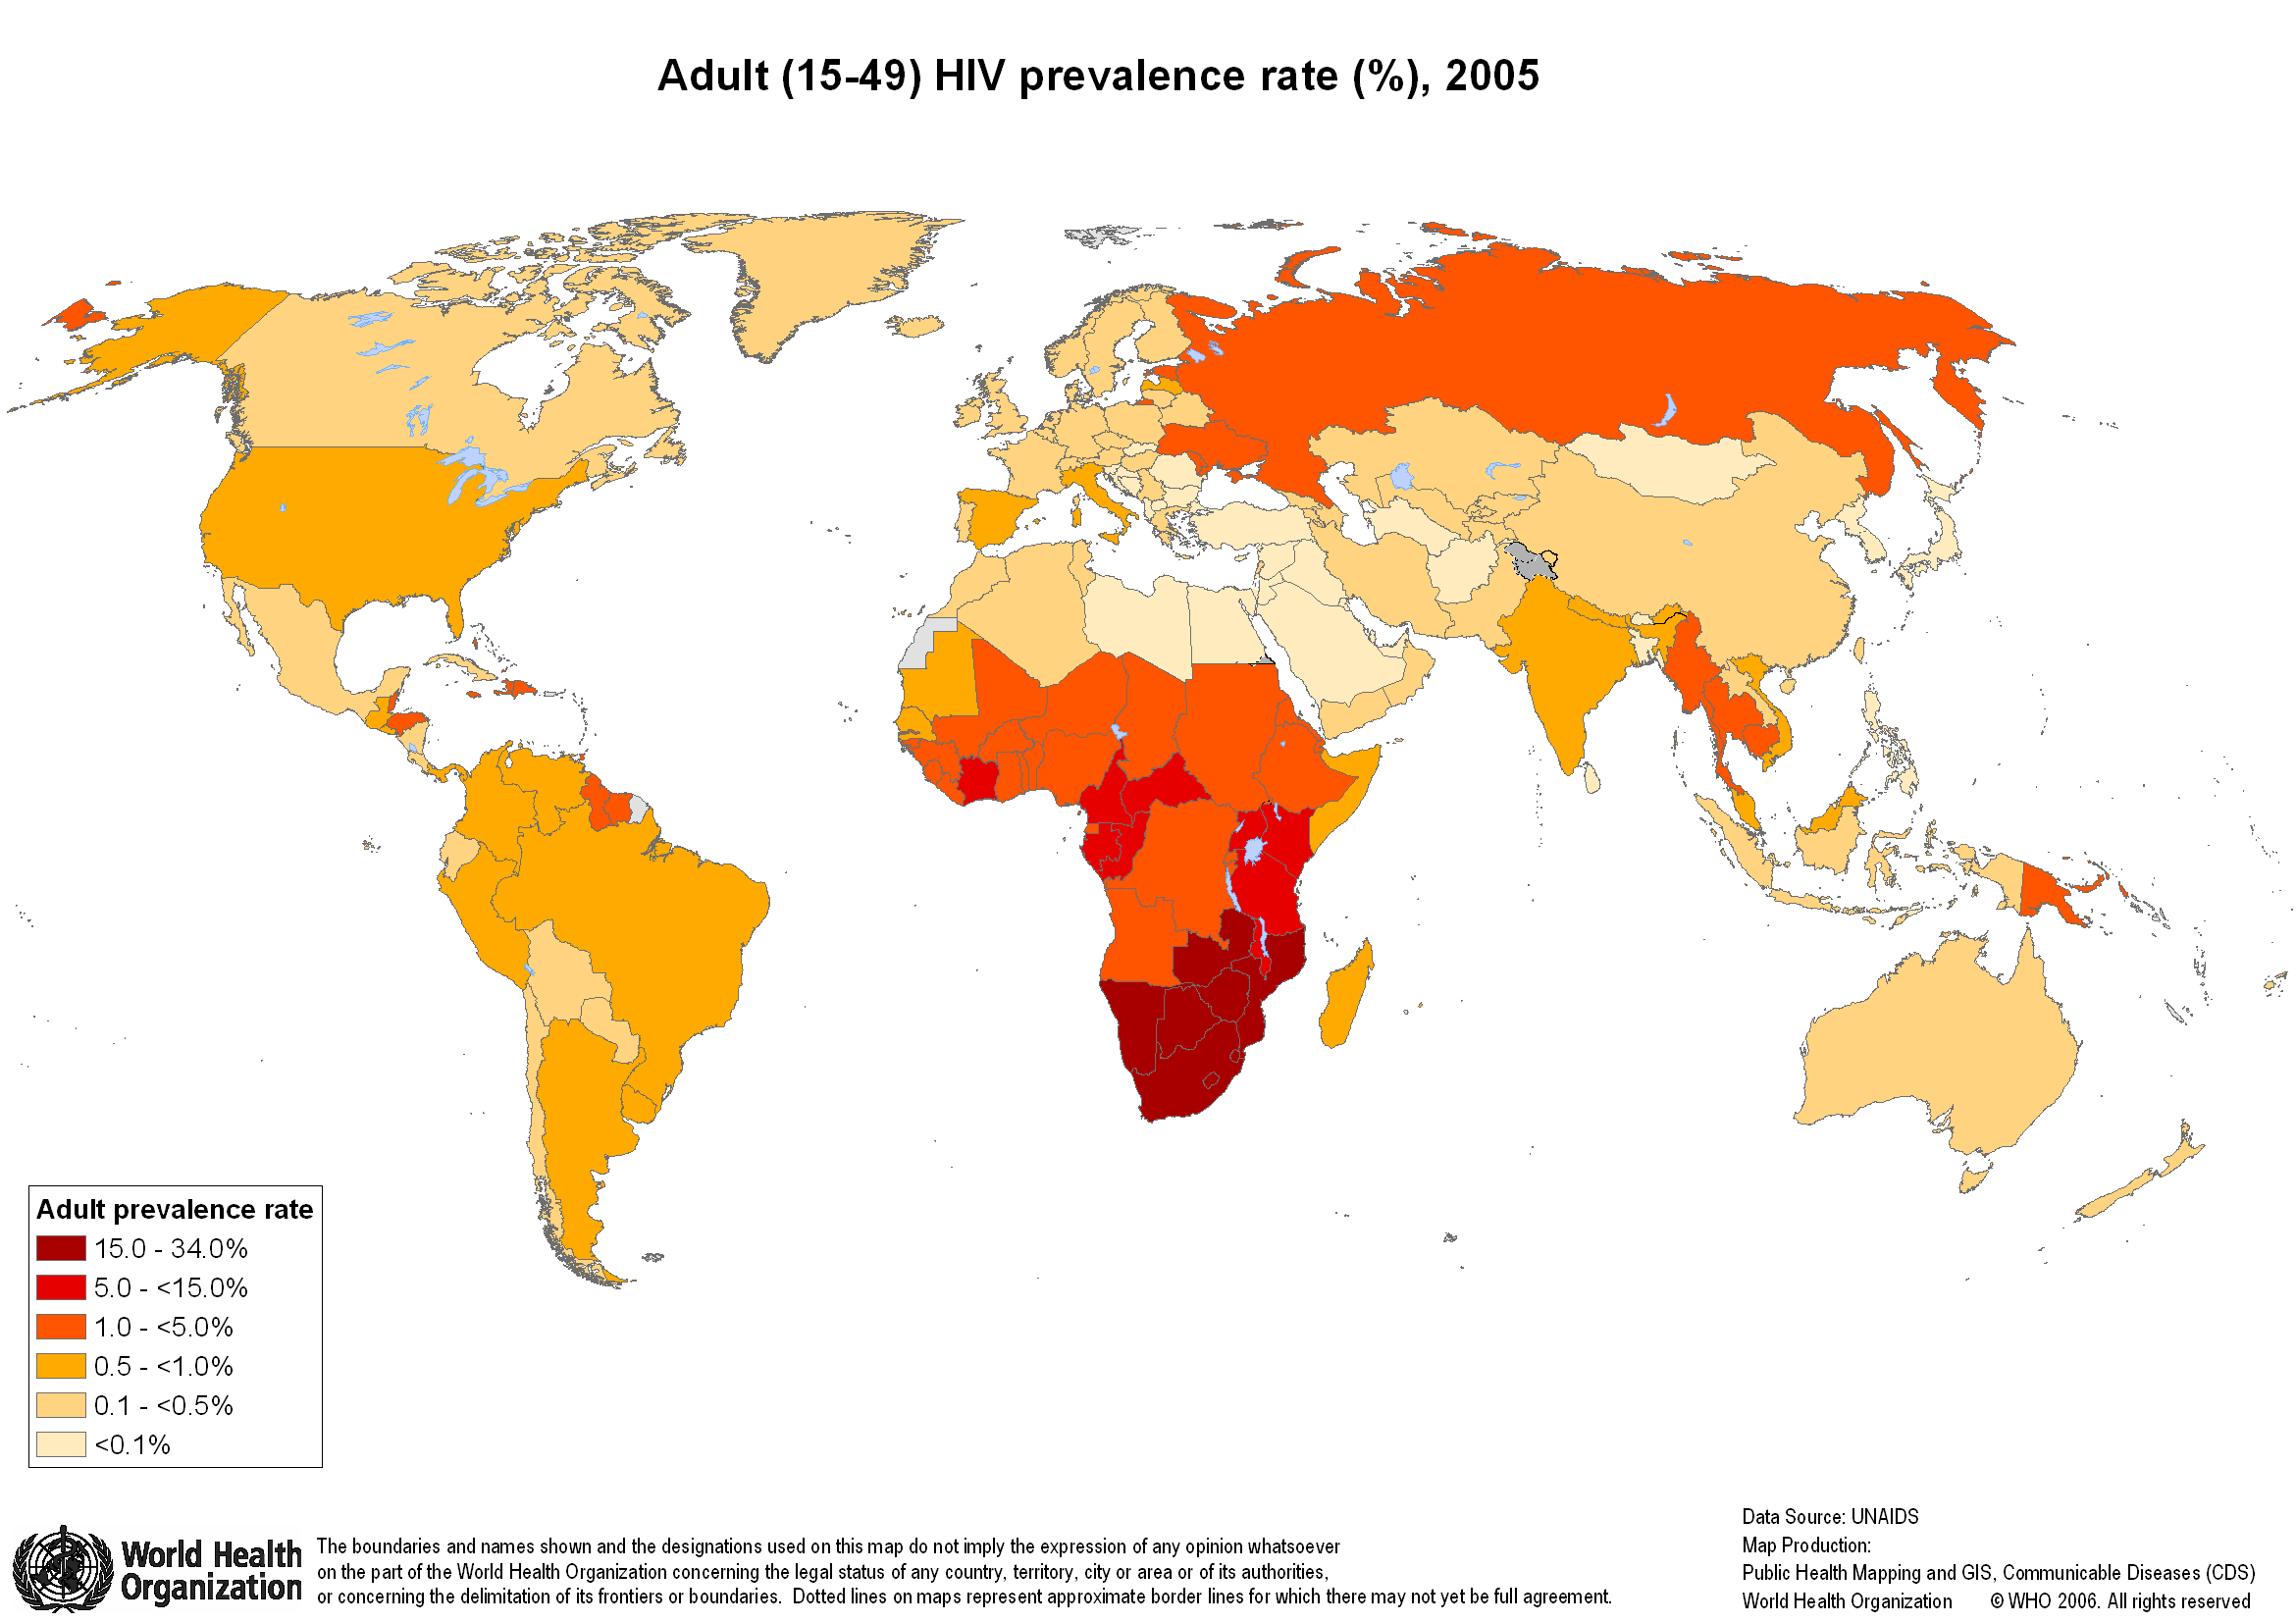 Adult (15-49) HIV prevalence rate (%), 2005
Adult prevalence rate
15.0 - 34.0%
5.0 - <15.0%
1.0 - <5.0%
0.5 - <1.0%
0.1 - <0.5%
<0.1%
World Health
Organization
The boundaries and names shown and the designations used on this map do not imply the expression of any opinion whatsoever
on the part of the World Health Organization concerning the legal status of any country, territory, city or area or of its authorities,
or concerning the delimitation of its frontiers or boundaries.  Dotted lines on maps represent approximate border lines for which there may not yet be full agreement.
Data Source: UNAIDS
Map Production:
Public Health Mapping and GIS, Communicable Diseases (CDS)
World Health Organization © WHO 2006. All rights reserved